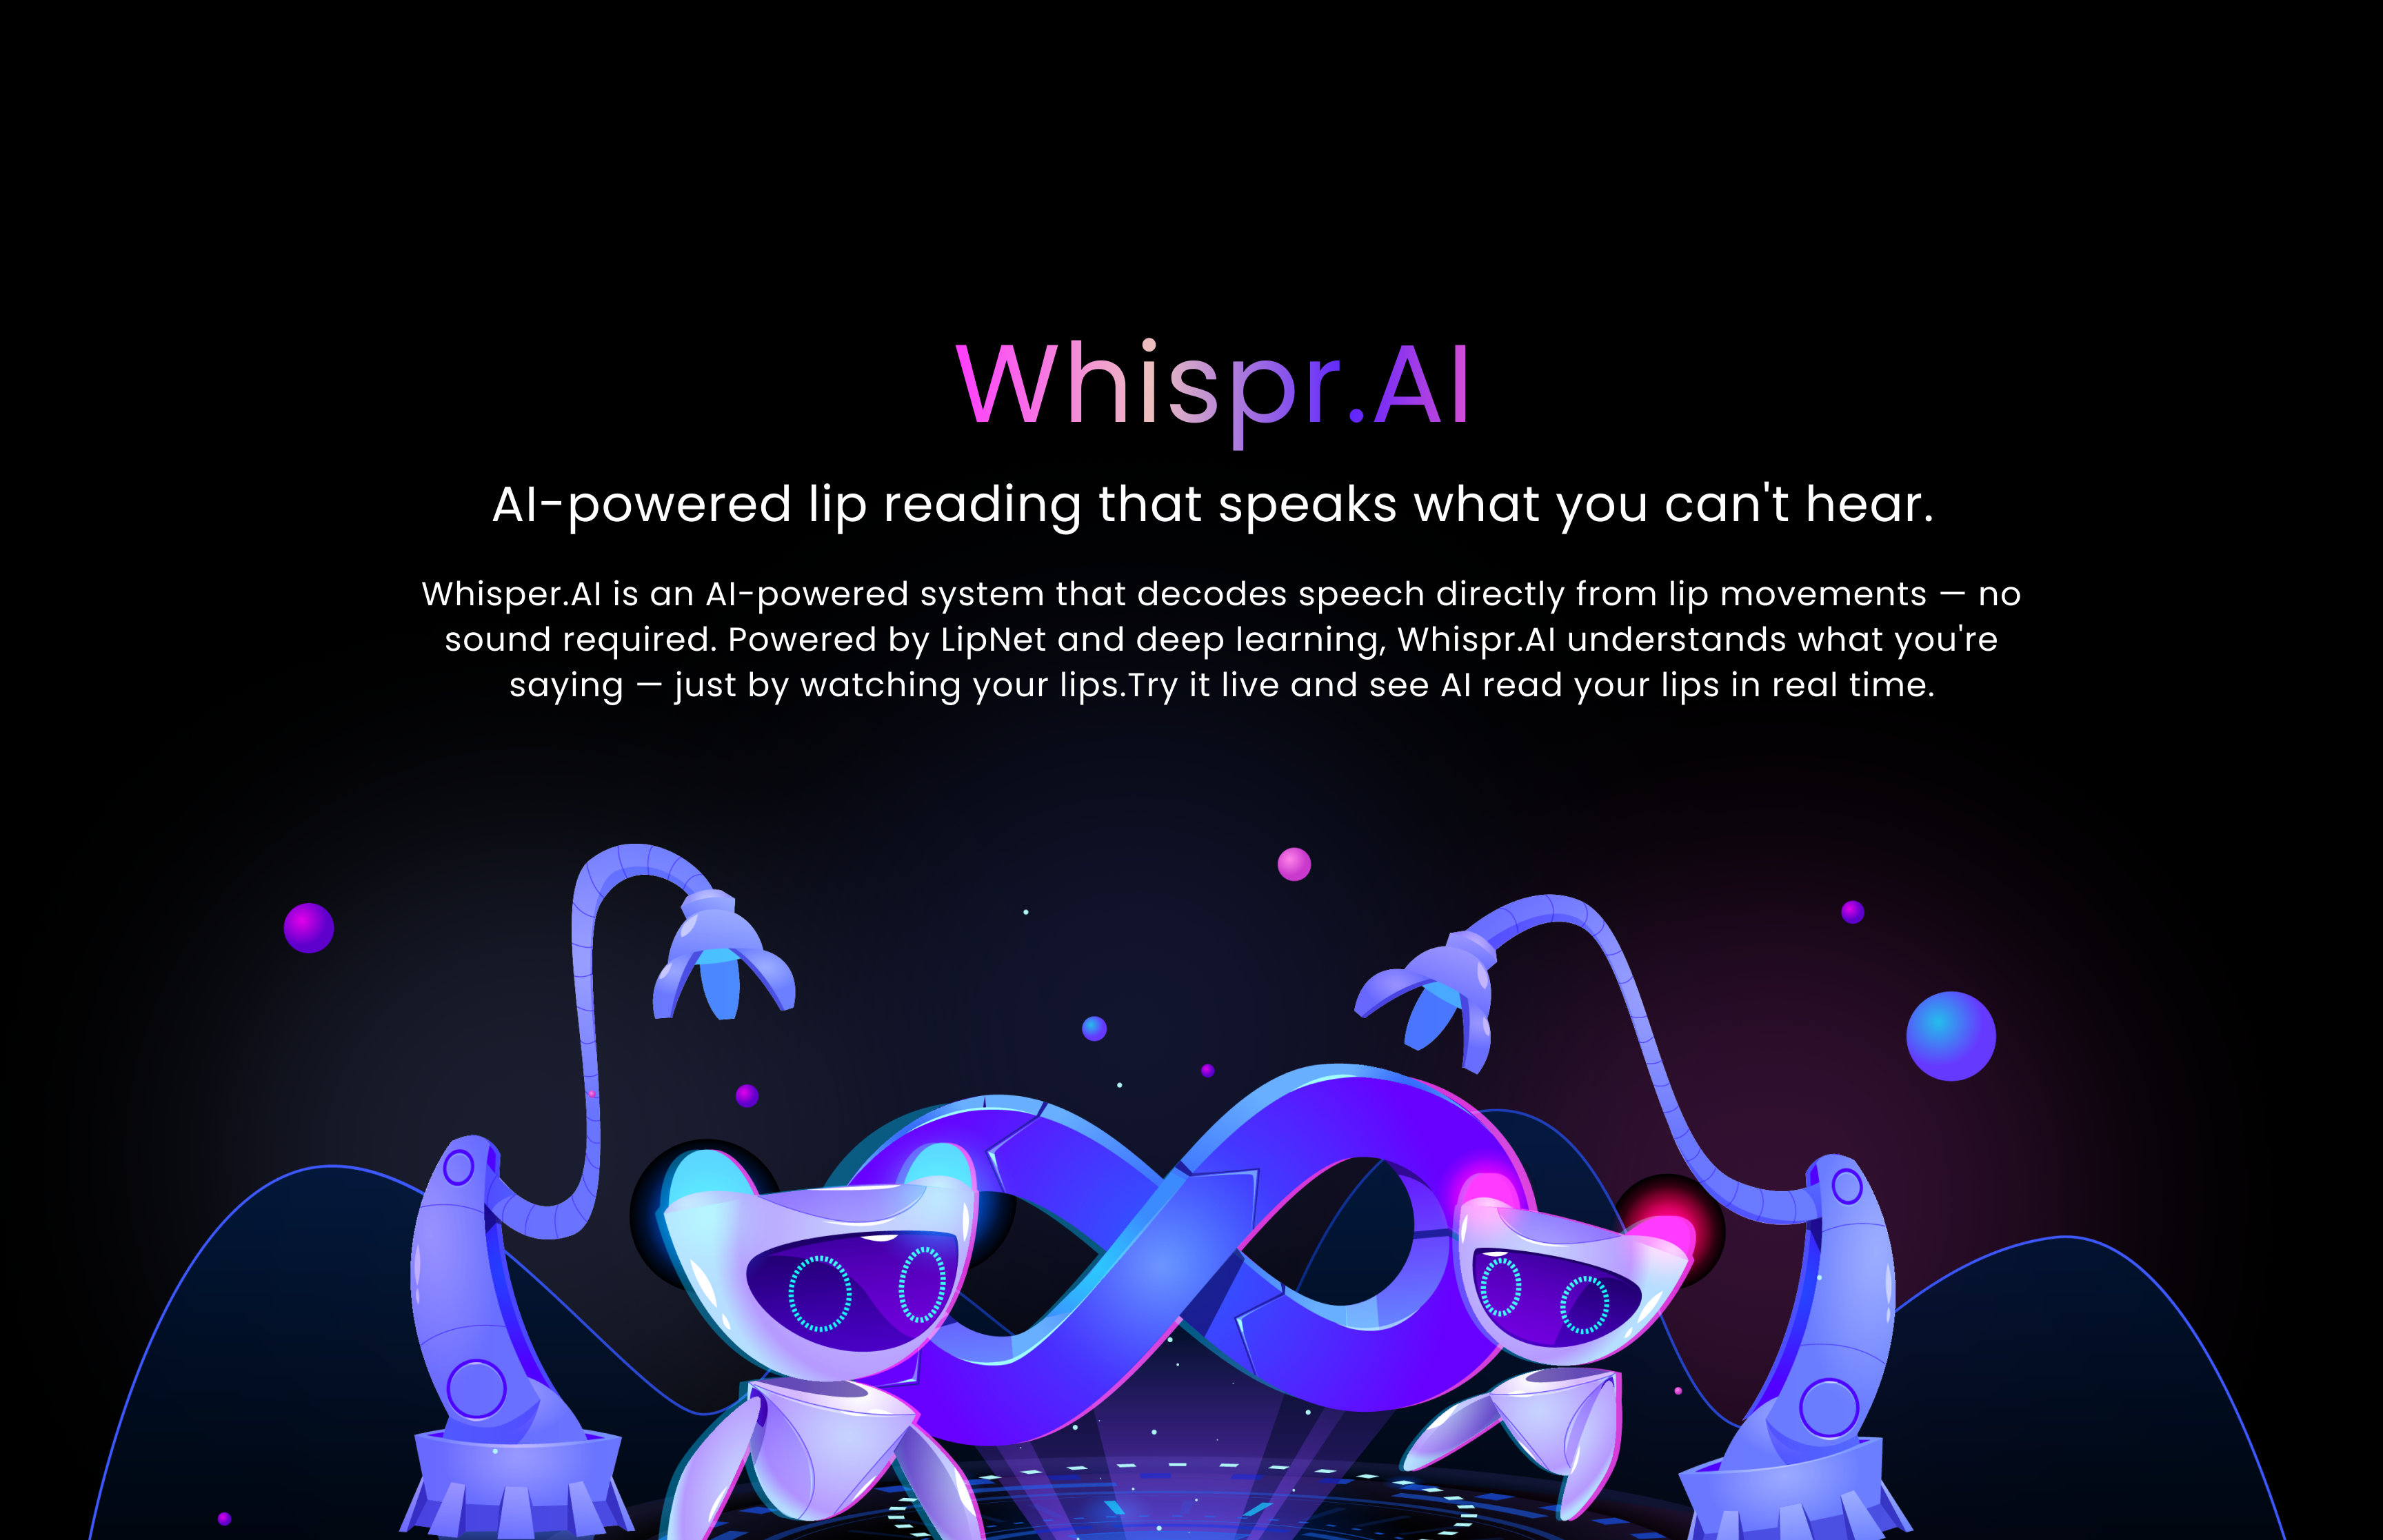 Whispr.AI
AI-powered lip reading that speaks what you can't hear.
Whisper.AI is an AI-powered system that decodes speech directly from lip movements — no
sound required. Powered by LipNet and deep learning, Whispr.AI understands what you're
saying — just by watching your lips.Try it live and see AI read your lips in real time.